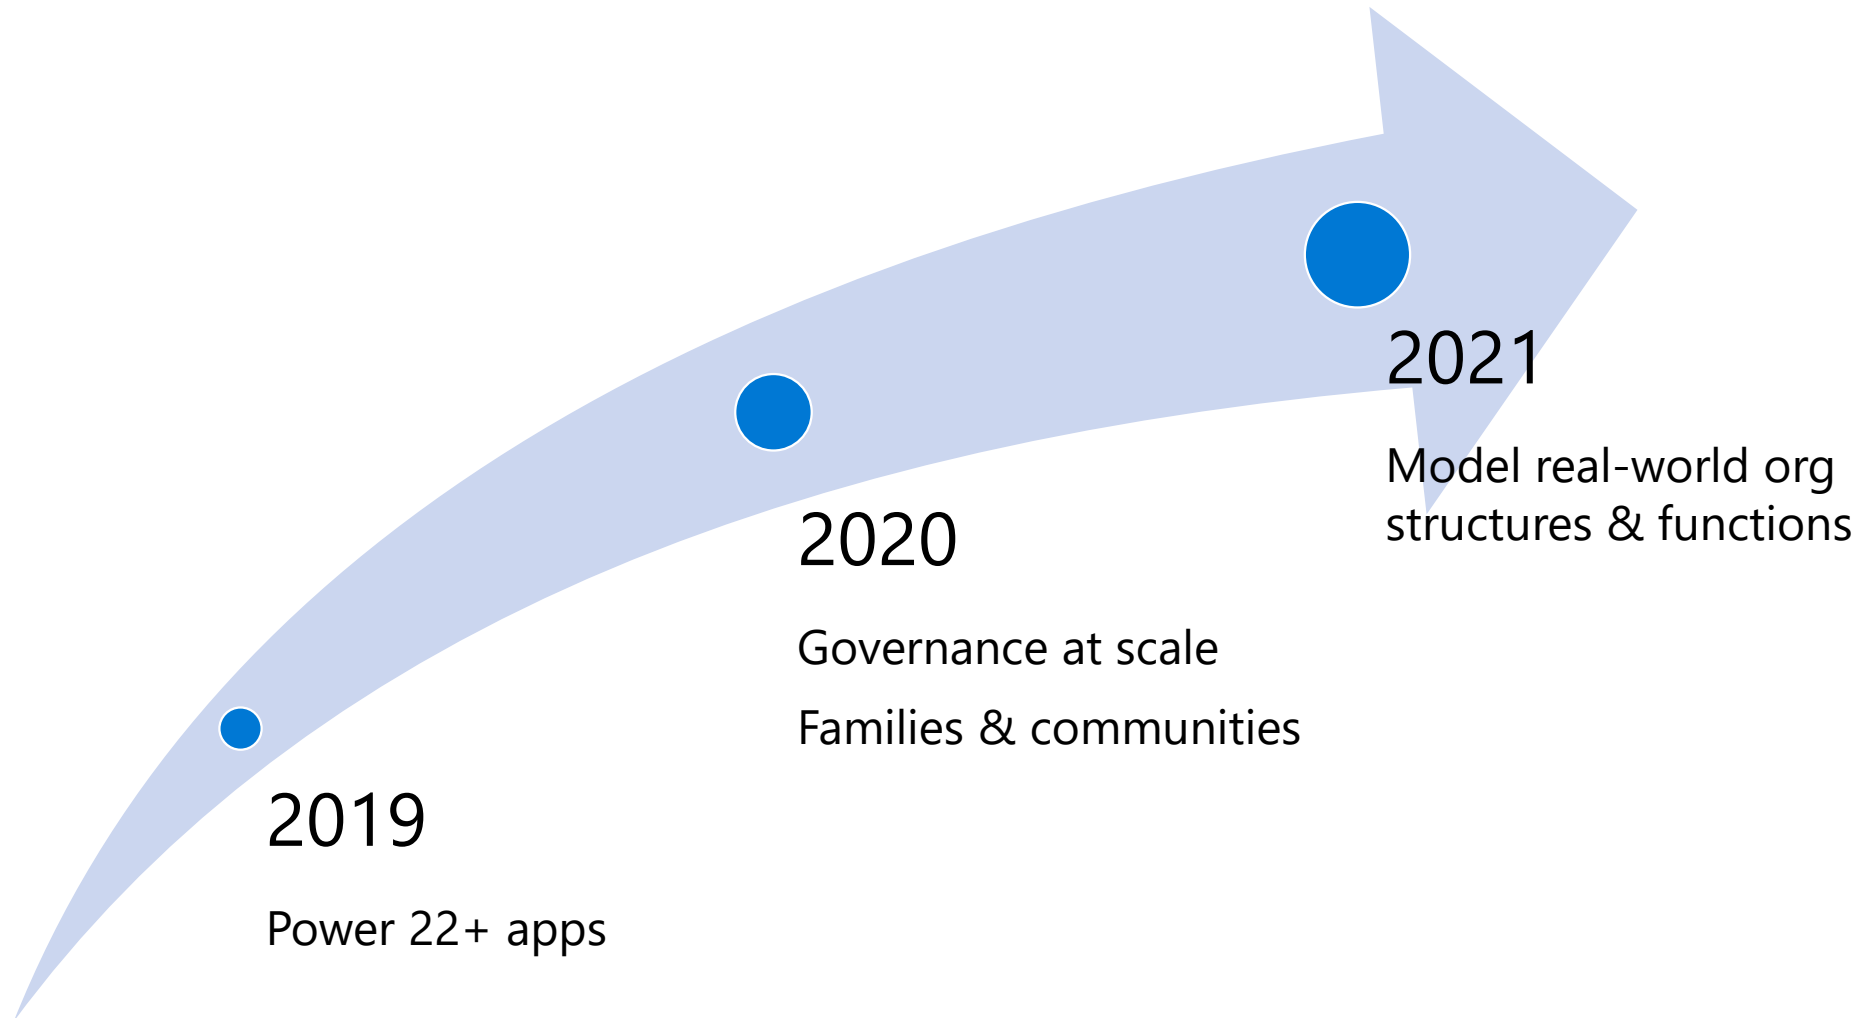 2019
Power 22+ apps
2020
Governance at scale
Families & communities
2021
Model real-world org
structures & functions